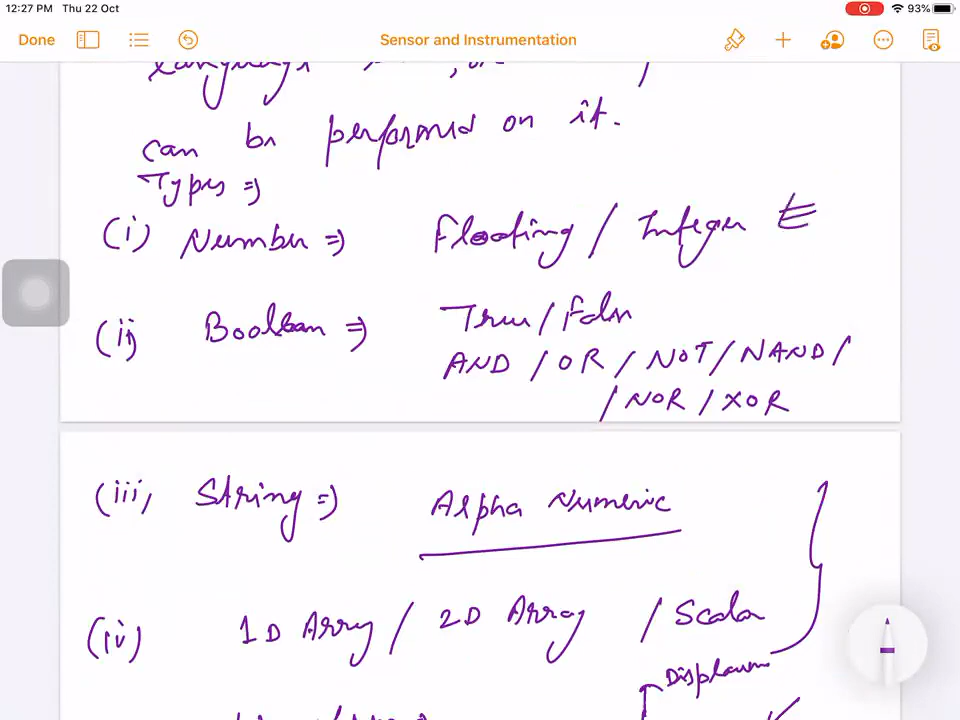 12:27 PM Thu 22 Oct 93%
Done Sensor and Instrumentation
Language
can be performed on it.
Types ⇒
(i) Number ⇒ Floating / Integer
(ii) Boolean ⇒ True / False
AND / OR / NOT / NAND /
/ NOR / XOR
(iii) String ⇒ Alpha Numeric
(iv) 1D Array / 2D Array / Scalar